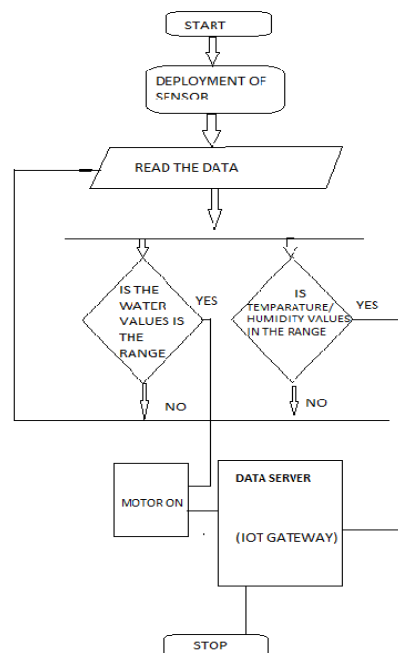 START
DEPLOYMENT OF
SENSOR
READ THE DATA
IS THE
WATER
VALUES IS
THE
RANGE
YES
IS
TEMPARATURE/
HUMIDITY VALUES
IN THE RANGE
YES
NO
NO
MOTOR ON
DATA SERVER
(IOT GATEWAY)
STOP